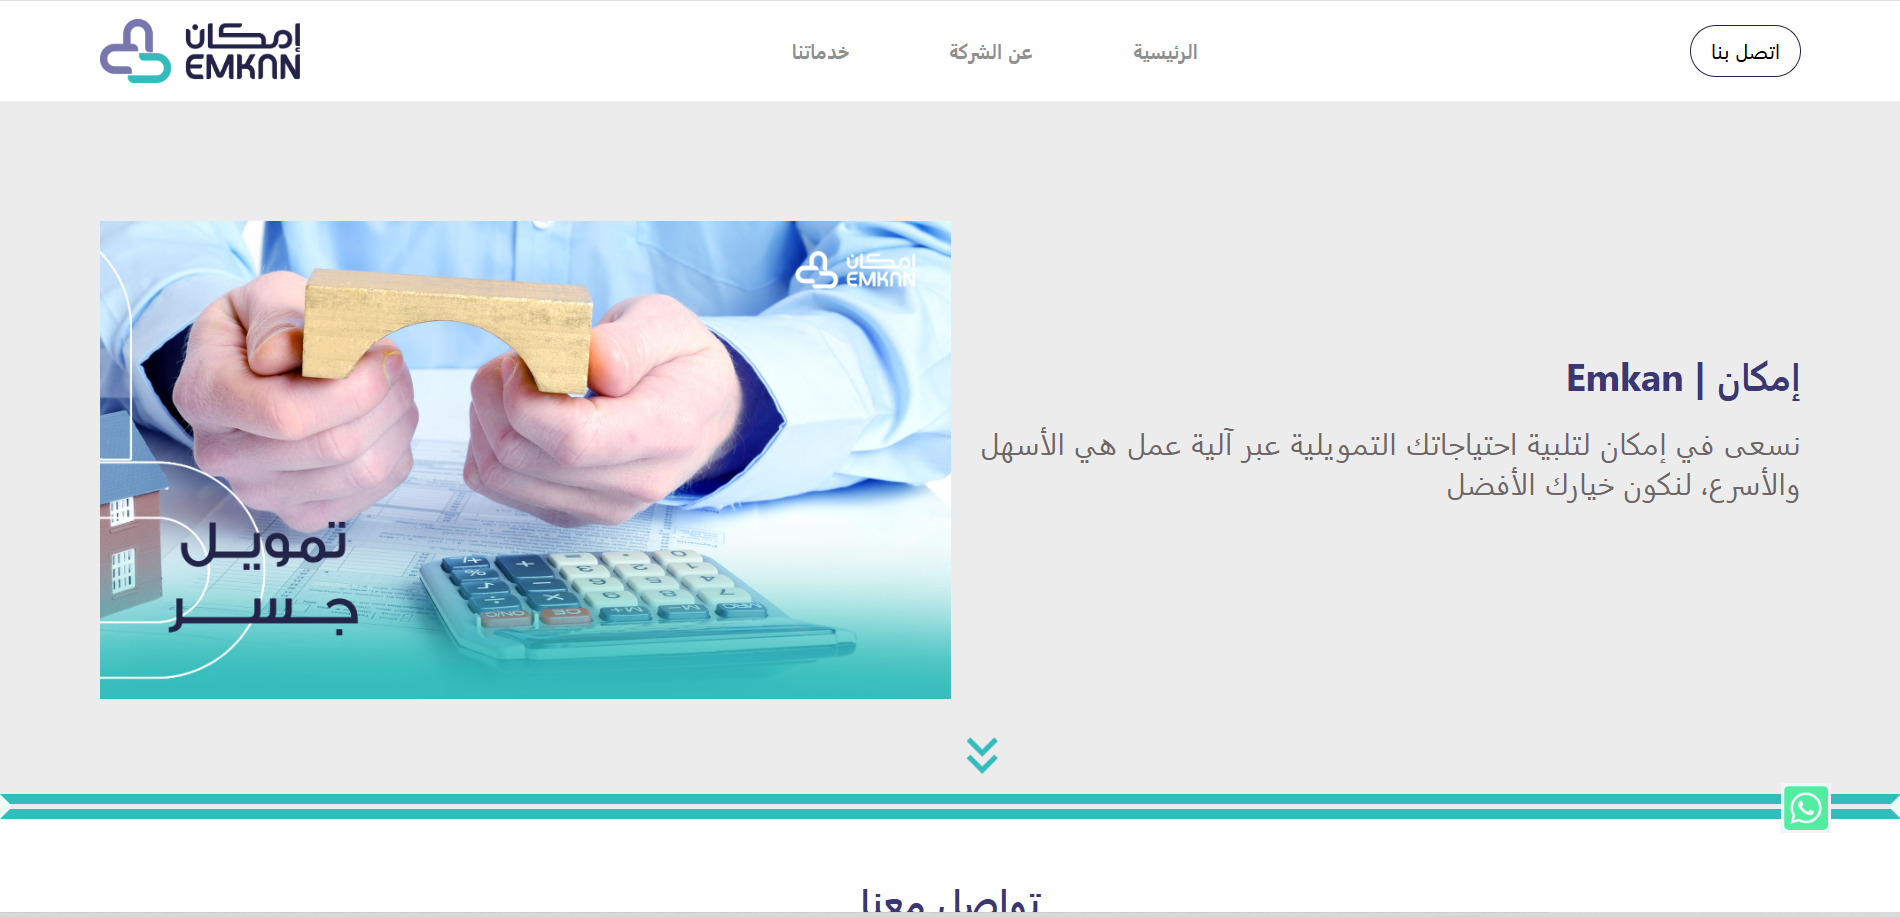 اتصل بنا
الرئيسية
عن الشركة
خدماتنا
إمكان
EMKAN
إمكان | Emkan
نسعى في إمكان لتلبية احتياجاتك التمويلية عبر آلية عمل هي الأسهل
والأسرع، لنكون خيارك الأفضل
إمكان
EMKAN
تمويل
جسر
تواصل معنا